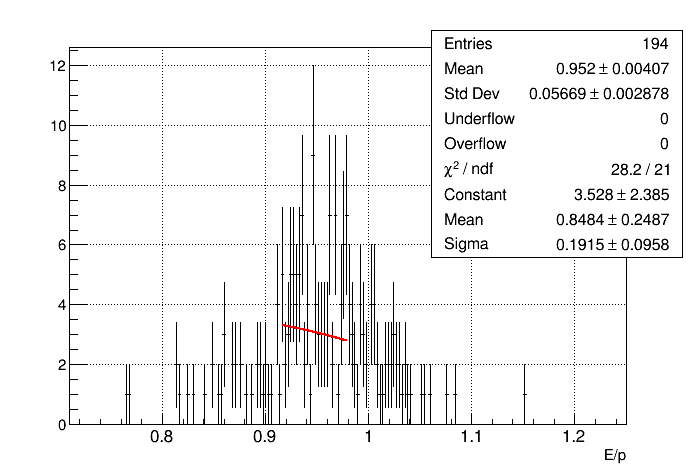 Entries 194
Mean 0.952 ± 0.00407
Std Dev 0.05669 ± 0.002878
Underflow 0
Overflow 0
χ² / ndf 28.2 / 21
Constant 3.528 ± 2.385
Mean 0.8484 ± 0.2487
Sigma 0.1915 ± 0.0958
12
10
8
6
4
2
0
0.8 0.9 1 1.1 1.2
E/p